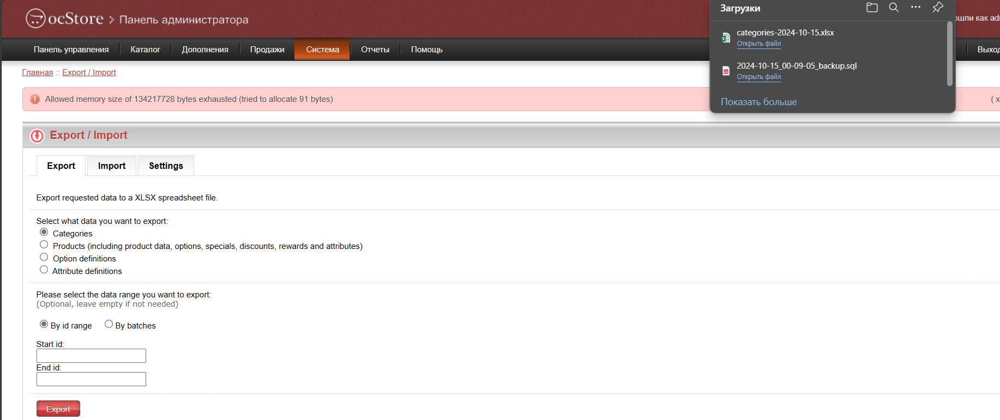 ocStore > Панель администратора
Панель управления Каталог Дополнения Продажи Система Отчеты Помощь
Загрузки
categories-2024-10-15.xlsx
Открыть файл
2024-10-15_00-09-05_backup.sql
Открыть файл
Показать больше
как
Главная :: Export / Import
Allowed memory size of 134217728 bytes exhausted (tried to allocate 91 bytes)
( x
Export / Import
Export Import Settings
Export requested data to a XLSX spreadsheet file.
Select what data you want to export:
Categories
Products (including product data, options, specials, discounts, rewards and attributes)
Option definitions
Attribute definitions
Please select the data range you want to export:
(Optional, leave empty if not needed)
By id range By batches
Start id:
End id:
Export